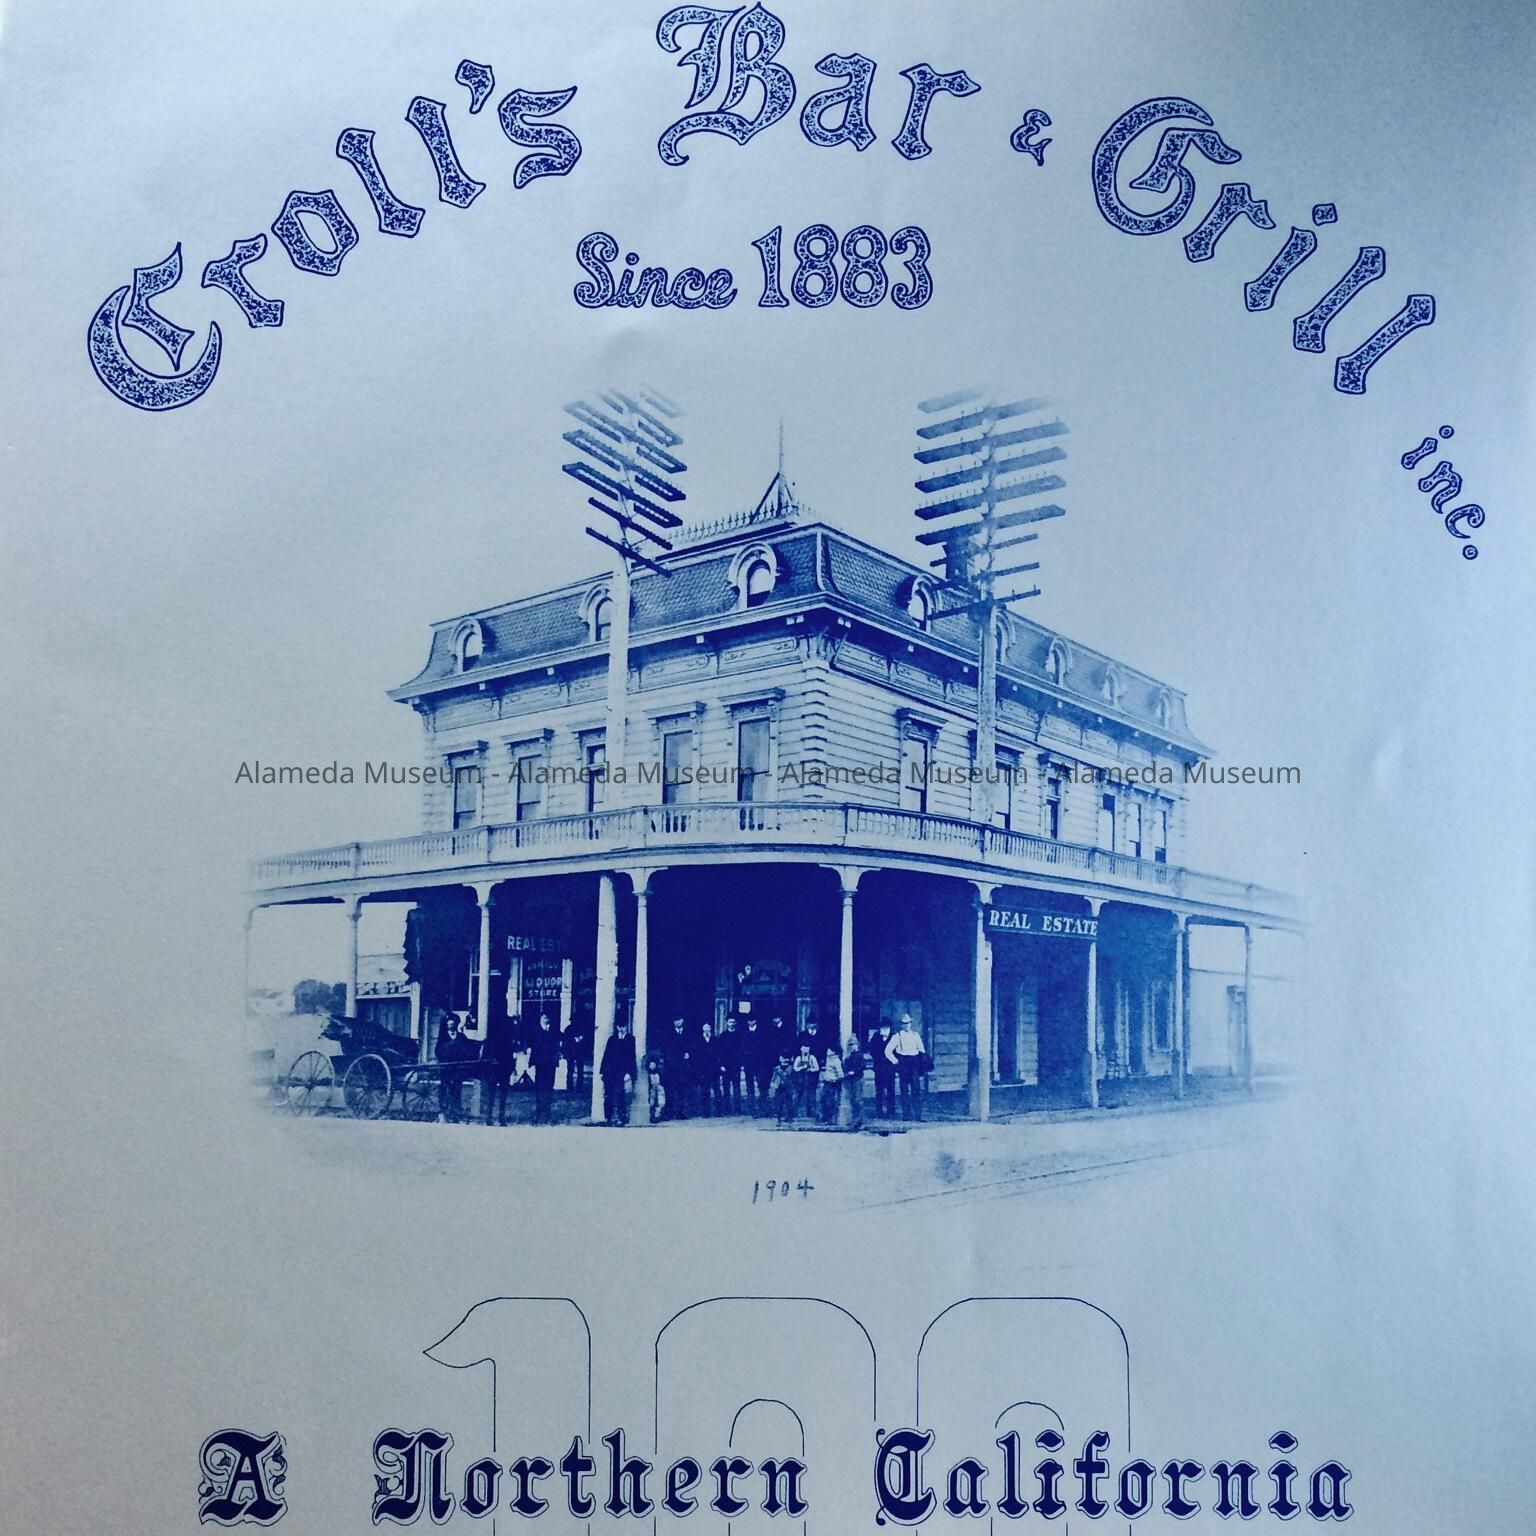 Croll's Bar & Grill inc.
Since 1883
Alameda Museum - Alameda Museum - Alameda Museum - Alameda Museum
REAL ESTATE
REAL ESTATE
LIQUOR
STORE
1904
100
A Northern California